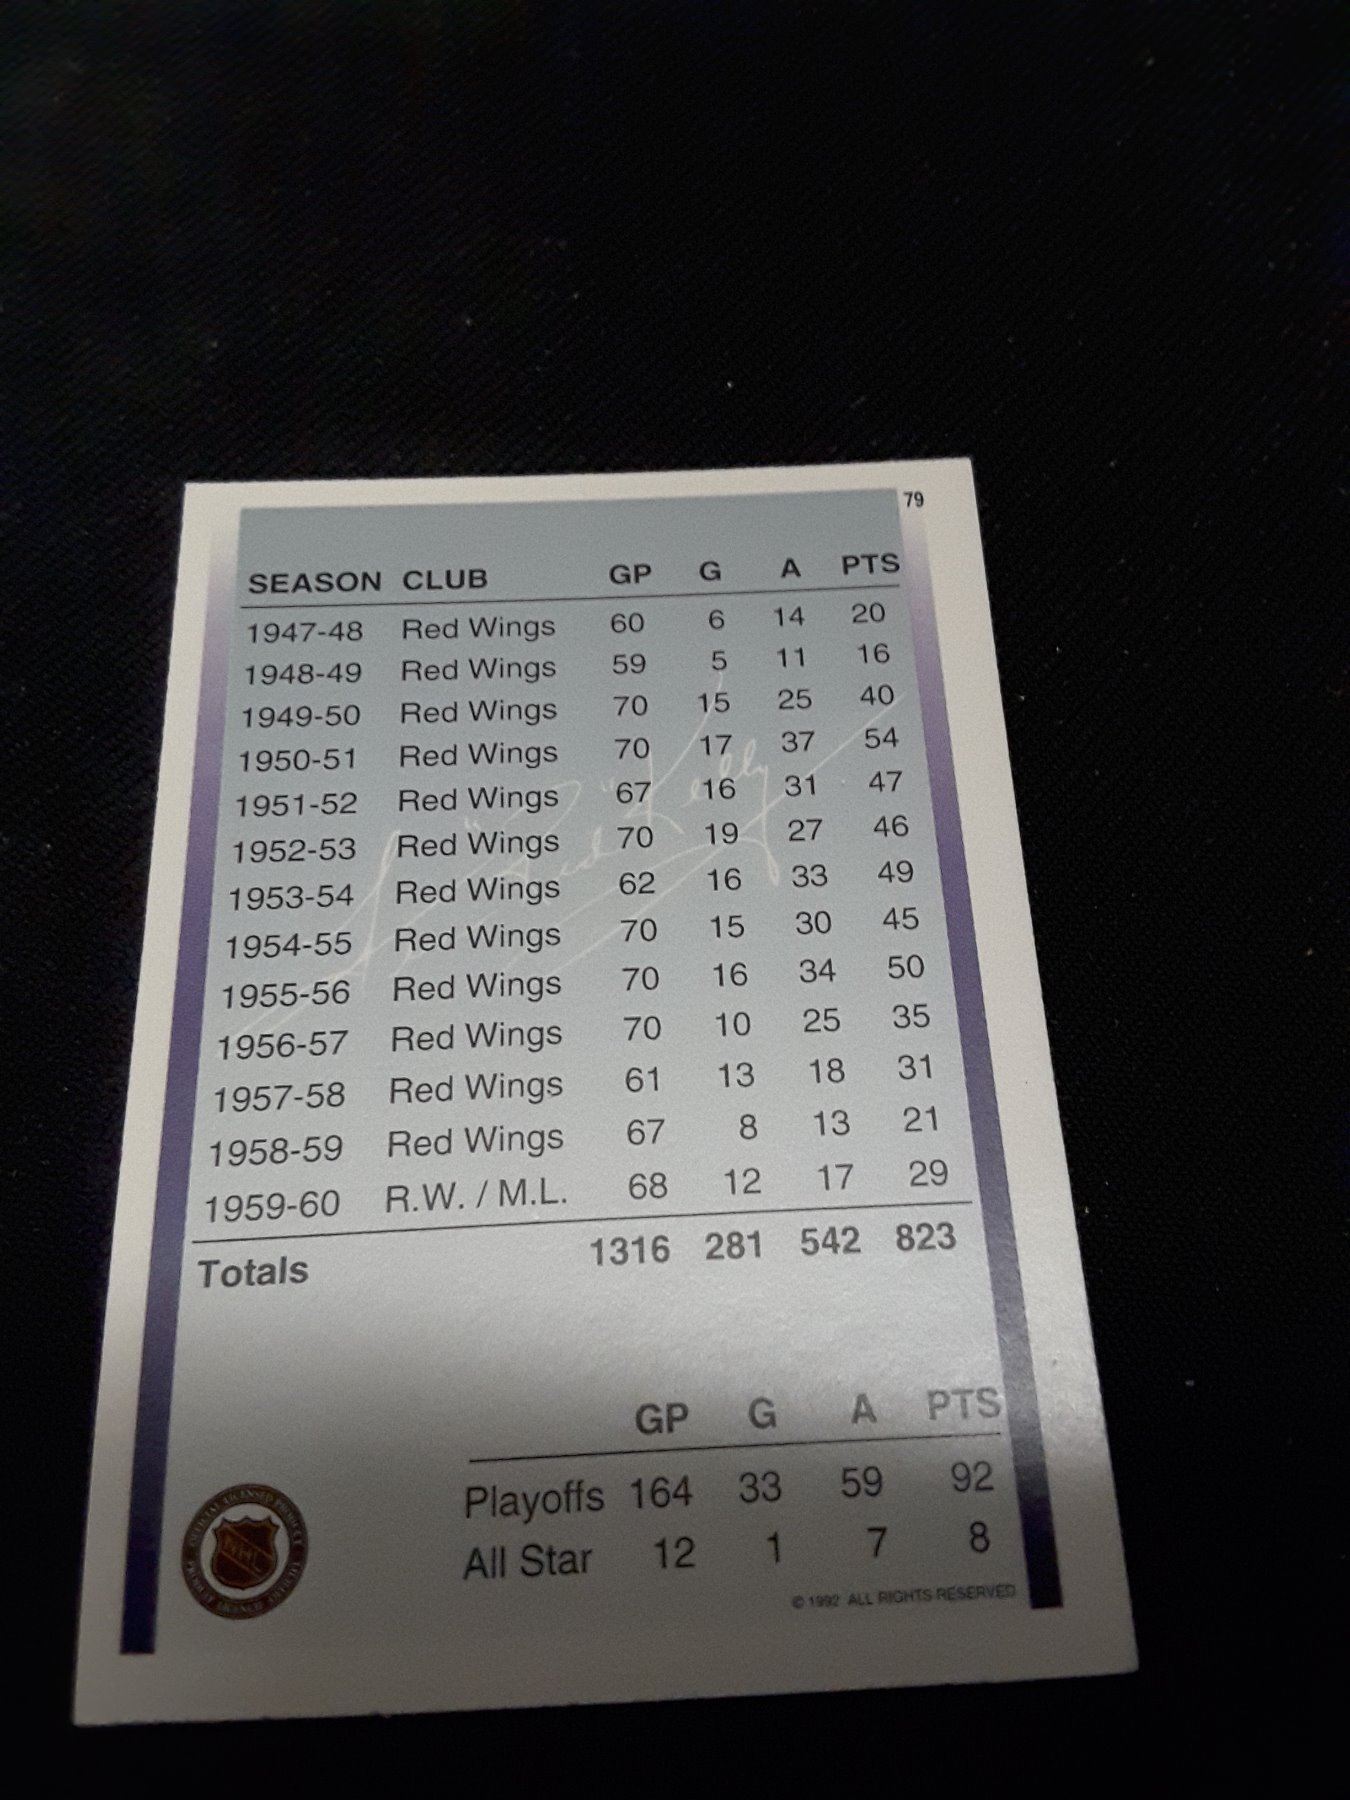 79
SEASON CLUB GP G A PTS
1947-48 Red Wings 60 6 14 20
1948-49 Red Wings 59 5 11 16
1949-50 Red Wings 70 15 25 40
1950-51 Red Wings 70 17 37 54
1951-52 Red Wings 67 16 31 47
1952-53 Red Wings 70 19 27 46
1953-54 Red Wings 62 16 33 49
1954-55 Red Wings 70 15 30 45
1955-56 Red Wings 70 16 34 50
1956-57 Red Wings 70 10 25 35
1957-58 Red Wings 61 13 18 31
1958-59 Red Wings 67 8 13 21
1959-60 R.W. / M.L. 68 12 17 29
Totals 1316 281 542 823
"Red" Kelly
GP G A PTS
Playoffs 164 33 59 92
All Star 12 1 7 8
© 1992 ALL RIGHTS RESERVED
OFFICIAL LICENSED PRODUCT
NHL